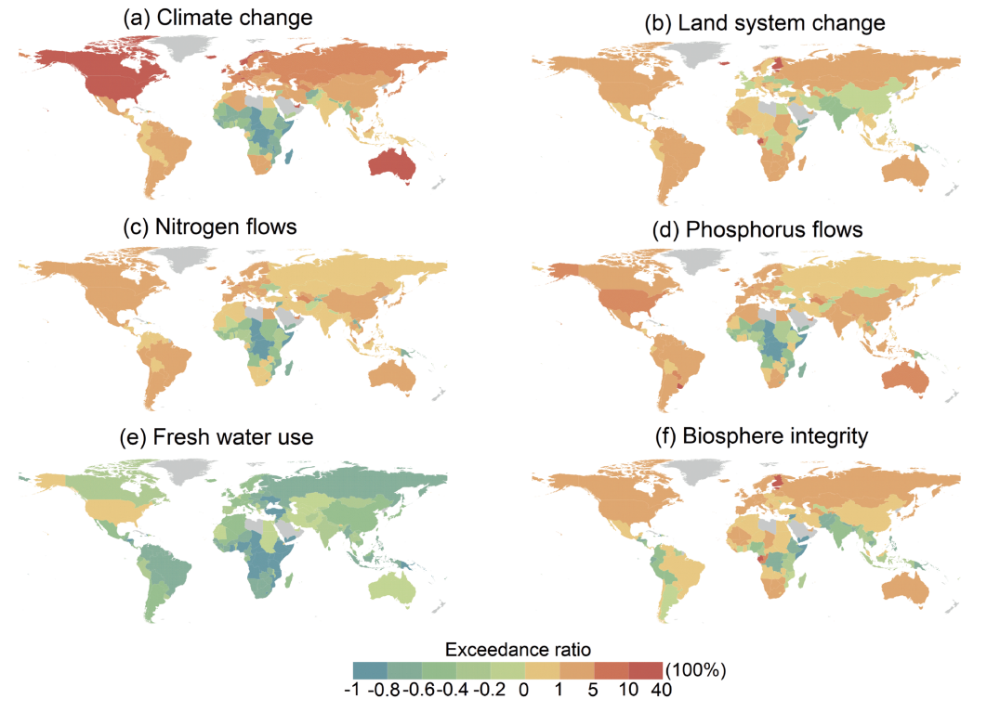 (a) Climate change
(b) Land system change
(c) Nitrogen flows
(d) Phosphorus flows
(e) Fresh water use
(f) Biosphere integrity
Exceedance ratio
(100%)
-1 -0.8 -0.6 -0.4 -0.2 0 1 5 10 40